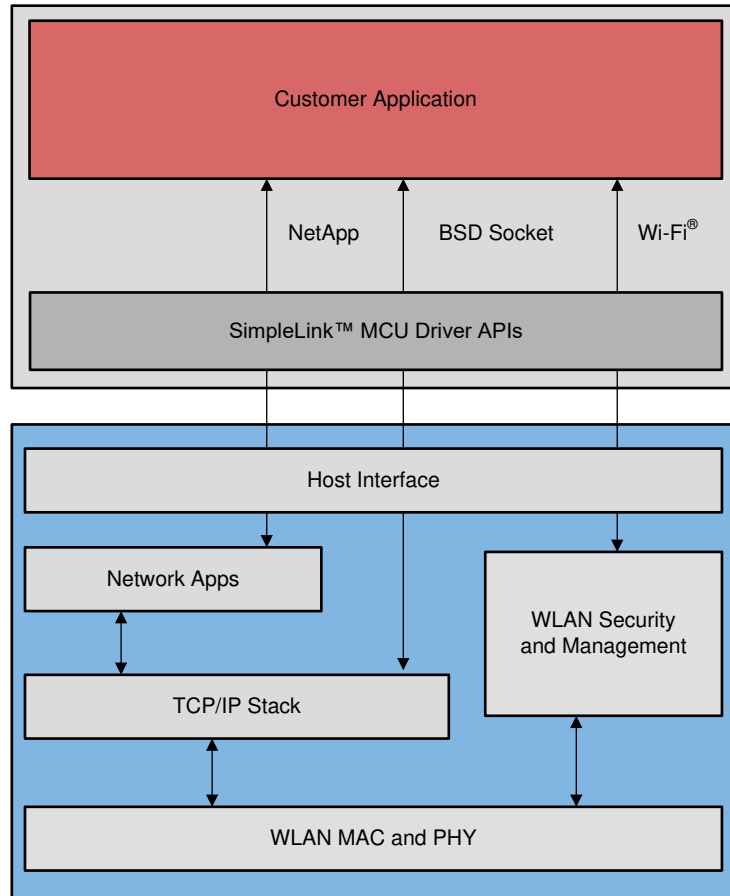 Customer Application
NetApp
BSD Socket
Wi-Fi®
SimpleLink™ MCU Driver APIs
Host Interface
Network Apps
WLAN Security
and Management
TCP/IP Stack
WLAN MAC and PHY